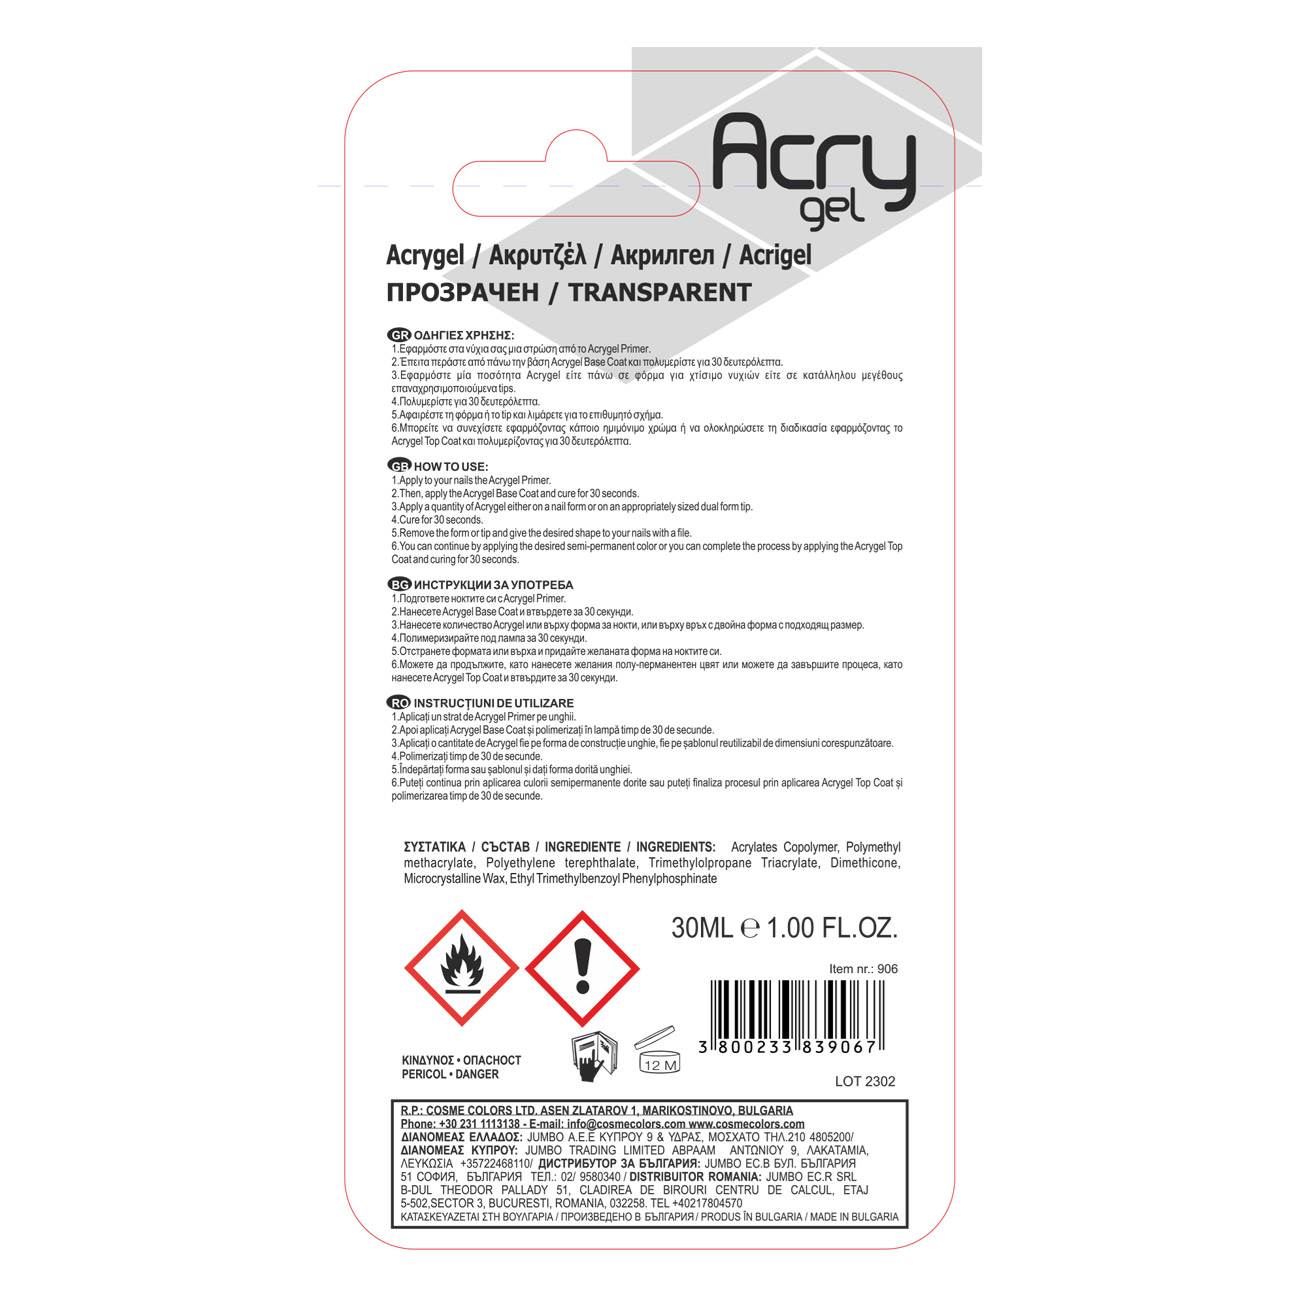 Acry
gel
Acrygel / Ακρυτζέλ / Акрилгел / Acrigel
ПРОЗРАЧЕН / TRANSPARENT
GR ΟΔΗΓΙΕΣ ΧΡΗΣΗΣ:
1.Εφαρμόστε στα νύχια σας μια στρώση από το Acrygel Primer.
2.Έπειτα περάστε από πάνω την βάση Acrygel Base Coat και πολυμερίστε για 30 δευτερόλεπτα.
3.Εφαρμόστε μία ποσότητα Acrygel είτε πάνω σε φόρμα για χτίσιμο νυχιών είτε σε κατάλληλου μεγέθους
επαναχρησιμοποιούμενα tips.
4.Πολυμερίστε για 30 δευτερόλεπτα.
5.Αφαιρέστε τη φόρμα ή το tip και λιμάρετε για το επιθυμητό σχήμα.
6.Μπορείτε να συνεχίσετε εφαρμόζοντας κάποιο ημιμόνιμο χρώμα ή να ολοκληρώσετε τη διαδικασία εφαρμόζοντας το
Acrygel Top Coat και πολυμερίζοντας για 30 δευτερόλεπτα.
GB HOW TO USE:
1.Apply to your nails the Acrygel Primer.
2.Then, apply the Acrygel Base Coat and cure for 30 seconds.
3.Apply a quantity of Acrygel either on a nail form or on an appropriately sized dual form tip.
4.Cure for 30 seconds.
5.Remove the form or tip and give the desired shape to your nails with a file.
6.You can continue by applying the desired semi-permanent color or you can complete the process by applying the Acrygel Top
Coat and curing for 30 seconds.
BG ИНСТРУКЦИИ ЗА УПОТРЕБА
1.Подгответе ноктите си с Acrygel Primer.
2.Нанесете Acrygel Base Coat и втвърдете за 30 секунди.
3.Нанесете количество Acrygel или върху форма за нокти, или върху връх с двойна форма с подходящ размер.
4.Полимеризирайте под лампа за 30 секунди.
5.Отстранете формата или върха и придайте желаната форма на ноктите си.
6.Можете да продължите, като нанесете желания полу-перманентен цвят или можете да завършите процеса, като
нанесете Acrygel Top Coat и втвърдите за 30 секунди.
RO INSTRUCȚIUNI DE UTILIZARE
1.Aplicați un strat de Acrygel Primer pe unghii.
2.Apoi aplicați Acrygel Base Coat și polimerizați în lampă timp de 30 de secunde.
3.Aplicați o cantitate de Acrygel fie pe forma de construcție unghie, fie pe șablonul reutilizabil de dimensiuni corespunzătoare.
4.Polimerizați timp de 30 de secunde.
5.Îndepărtați forma sau șablonul și dați forma dorită unghiei.
6.Puteți continua prin aplicarea culorii semipermanente dorite sau puteți finaliza procesul prin aplicarea Acrygel Top Coat și
polimerizarea timp de 30 de secunde.
ΣΥΣΤΑΤΙΚΑ / СЪСТАВ / INGREDIENTE / INGREDIENTS: Acrylates Copolymer, Polymethyl
methacrylate, Polyethylene terephthalate, Trimethylolpropane Triacrylate, Dimethicone,
Microcrystalline Wax, Ethyl Trimethylbenzoyl Phenylphosphinate
30ML ℮ 1.00 FL.OZ.
Item nr.: 906
3 800233 839067
12 M
ΚΙΝΔΥΝΟΣ • ОПАСНОСТ
PERICOL • DANGER
LOT 2302
R.P.: COSME COLORS LTD. ASEN ZLATAROV 1, MARIKOSTINOVO, BULGARIA
Phone: +30 231 1113138 - E-mail: info@cosmecolors.com www.cosmecolors.com
ΔΙΑΝΟΜΕΑΣ ΕΛΛΑΔΟΣ: JUMBO A.E.E ΚΥΠΡΟΥ 9 & ΥΔΡΑΣ, ΜΟΣΧΑΤΟ ΤΗΛ.210 4805200/
ΔΙΑΝΟΜΕΑΣ ΚΥΠΡΟΥ: JUMBO TRADING LIMITED ΑΒΡΑΑΜ ΑΝΤΩΝΙΟΥ 9, ΛΑΚΑΤΑΜΙΑ,
ΛΕΥΚΩΣΙΑ +35722468110/ ДИСТРИБУТОР ЗА БЪЛГАРИЯ: JUMBO EC.B БУЛ. БЪЛГАРИЯ
51 СОФИЯ, БЪЛГАРИЯ ТЕЛ.: 02/ 9580340 / DISTRIBUITOR ROMANIA: JUMBO EC.R SRL
B-DUL THEODOR PALLADY 51, CLADIREA DE BIROURI CENTRU DE CALCUL, ETAJ
5-502,SECTOR 3, BUCURESTI, ROMANIA, 032258. TEL +40217804570
ΚΑΤΑΣΚΕΥΑΖΕΤΑΙ ΣΤΗ ΒΟΥΛΓΑΡΙΑ / ПРОИЗВЕДЕНО В БЪЛГАРИЯ / PRODUS ÎN BULGARIA / MADE IN BULGARIA